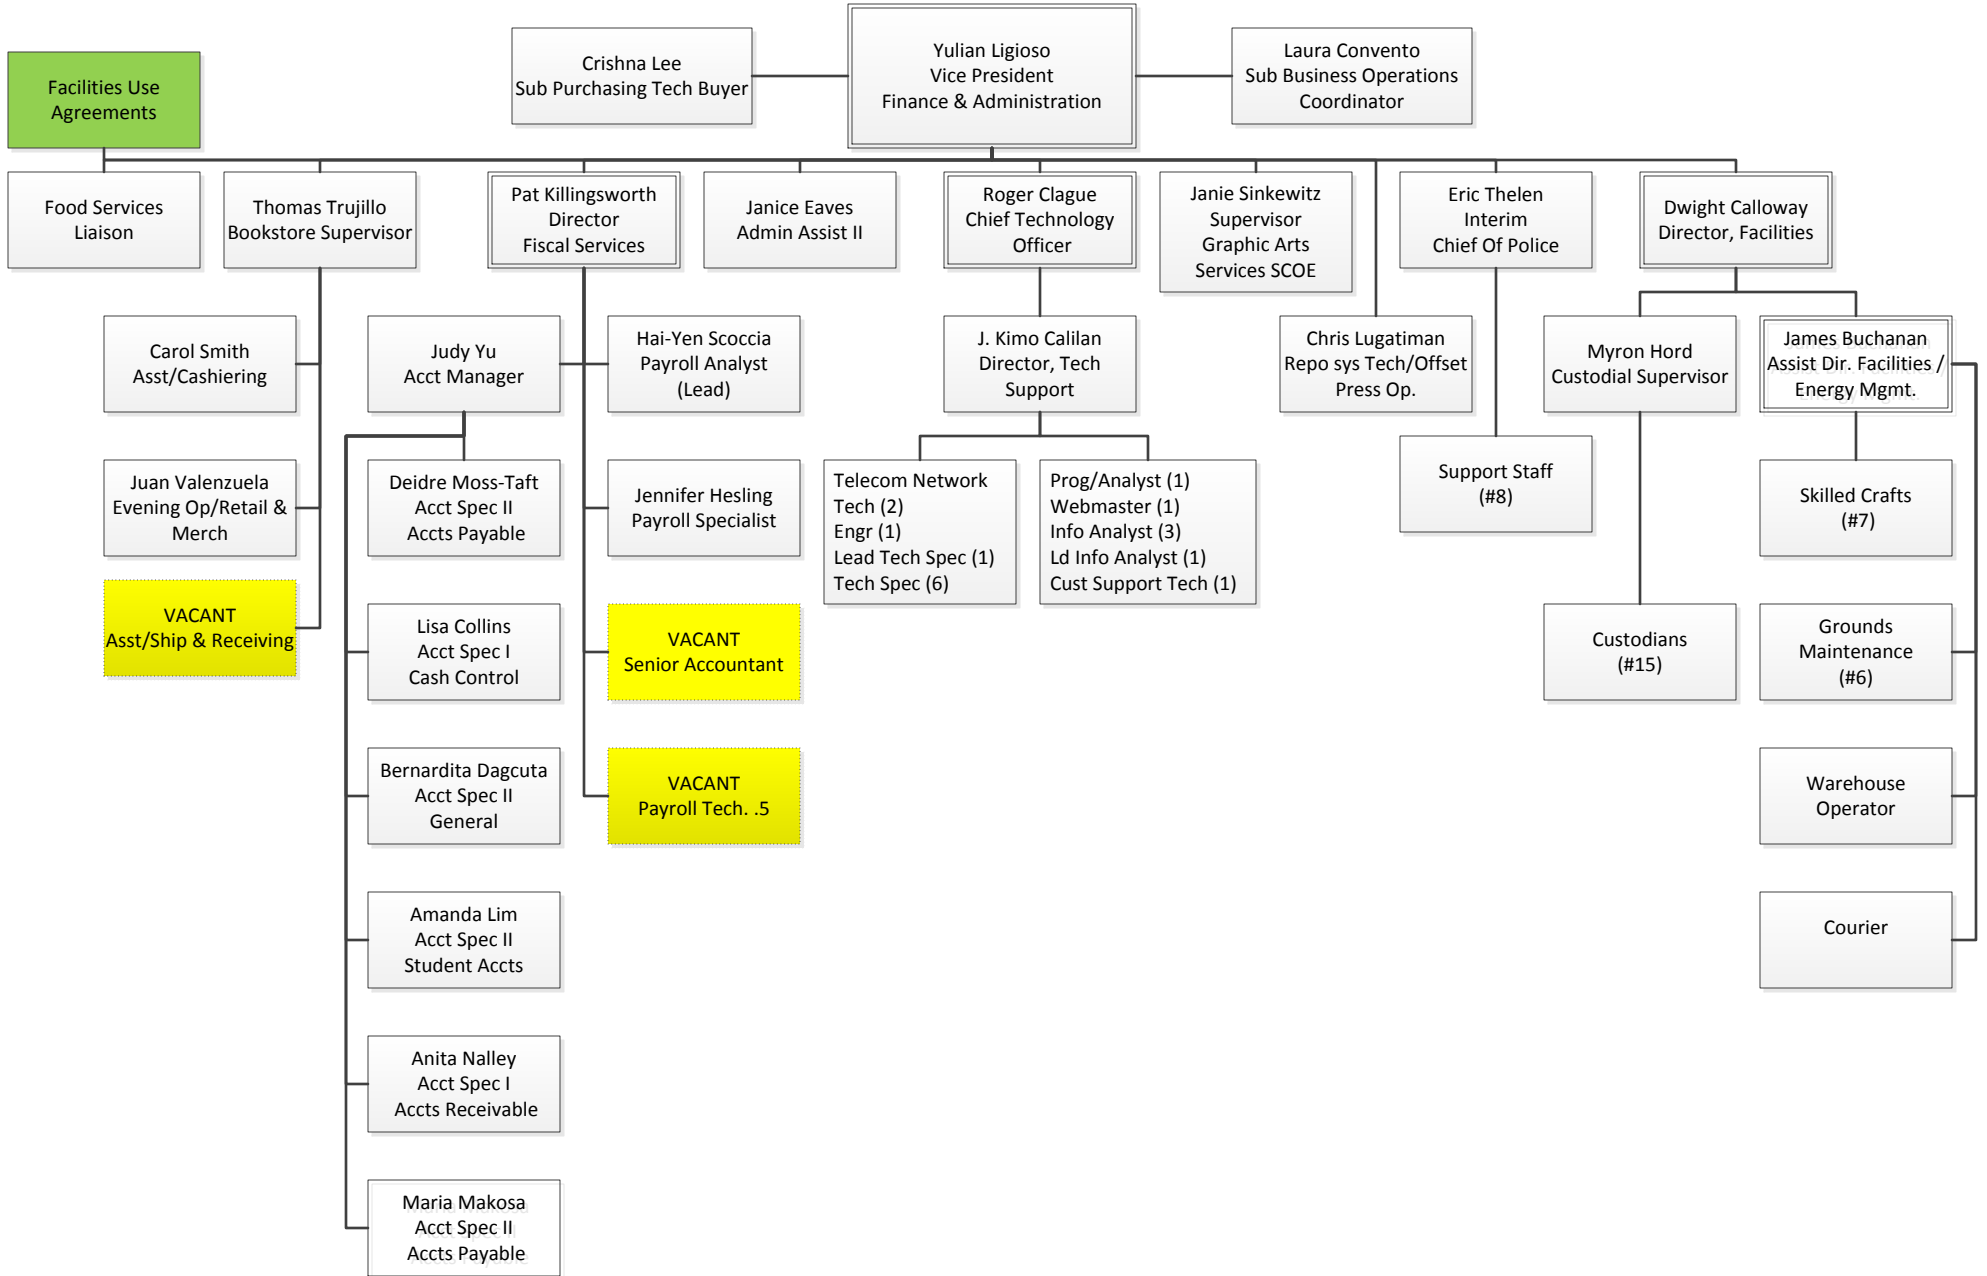 Facilities Use
Agreements
Crishna Lee
Sub Purchasing Tech Buyer
Yulian Ligioso
Vice President
Finance & Administration
Laura Convento
Sub Business Operations
Coordinator
Food Services
Liaison
Thomas Trujillo
Bookstore Supervisor
Pat Killingsworth
Director
Fiscal Services
Janice Eaves
Admin Assist II
Roger Clague
Chief Technology
Officer
Janie Sinkewitz
Supervisor
Graphic Arts
Services SCOE
Eric Thelen
Interim
Chief Of Police
Dwight Calloway
Director, Facilities
Carol Smith
Asst/Cashiering
Judy Yu
Acct Manager
Hai-Yen Scoccia
Payroll Analyst
(Lead)
J. Kimo Calilan
Director, Tech
Support
Chris Lugatiman
Repo sys Tech/Offset
Press Op.
Myron Hord
Custodial Supervisor
James Buchanan
Assist Dir. Facilities /
Energy Mgmt.
Juan Valenzuela
Evening Op/Retail &
Merch
Deidre Moss-Taft
Acct Spec II
Accts Payable
Jennifer Hesling
Payroll Specialist
Telecom Network
Tech (2)
Engr (1)
Lead Tech Spec (1)
Tech Spec (6)
Prog/Analyst (1)
Webmaster (1)
Info Analyst (3)
Ld Info Analyst (1)
Cust Support Tech (1)
Support Staff
(#8)
Skilled Crafts
(#7)
VACANT
Asst/Ship & Receiving
Lisa Collins
Acct Spec I
Cash Control
VACANT
Senior Accountant
Custodians
(#15)
Grounds
Maintenance
(#6)
Bernardita Dagcuta
Acct Spec II
General
VACANT
Payroll Tech. .5
Warehouse
Operator
Amanda Lim
Acct Spec II
Student Accts
Courier
Anita Nalley
Acct Spec I
Accts Receivable
Maria Makosa
Acct Spec II
Accts Payable